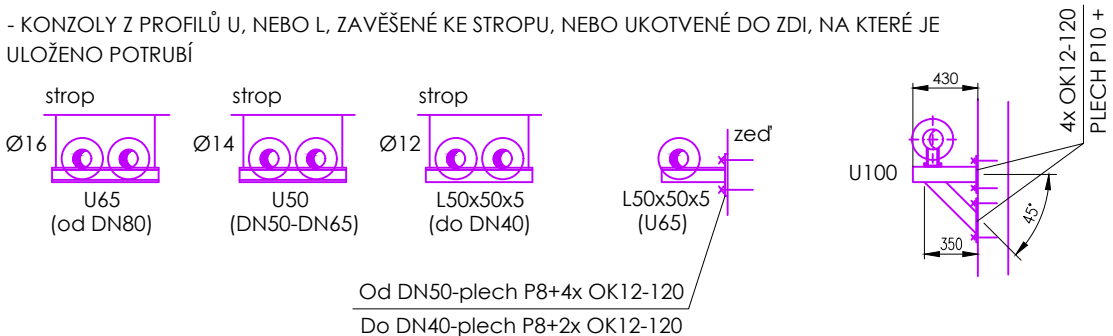 - KONZOLY Z PROFILŮ U, NEBO L, ZAVĚŠENÉ KE STROPU, NEBO UKOTVENÉ DO ZDI, NA KTERÉ JE
ULOŽENO POTRUBÍ
strop
Ø16
U65
(od DN80)
strop
Ø14
U50
(DN50-DN65)
strop
Ø12
L50x50x5
(do DN40)
zeď
L50x50x5
(U65)
Od DN50-plech P8+4x OK12-120
Do DN40-plech P8+2x OK12-120
430
U100
350
45°
4x OK12-120
PLECH P10 +